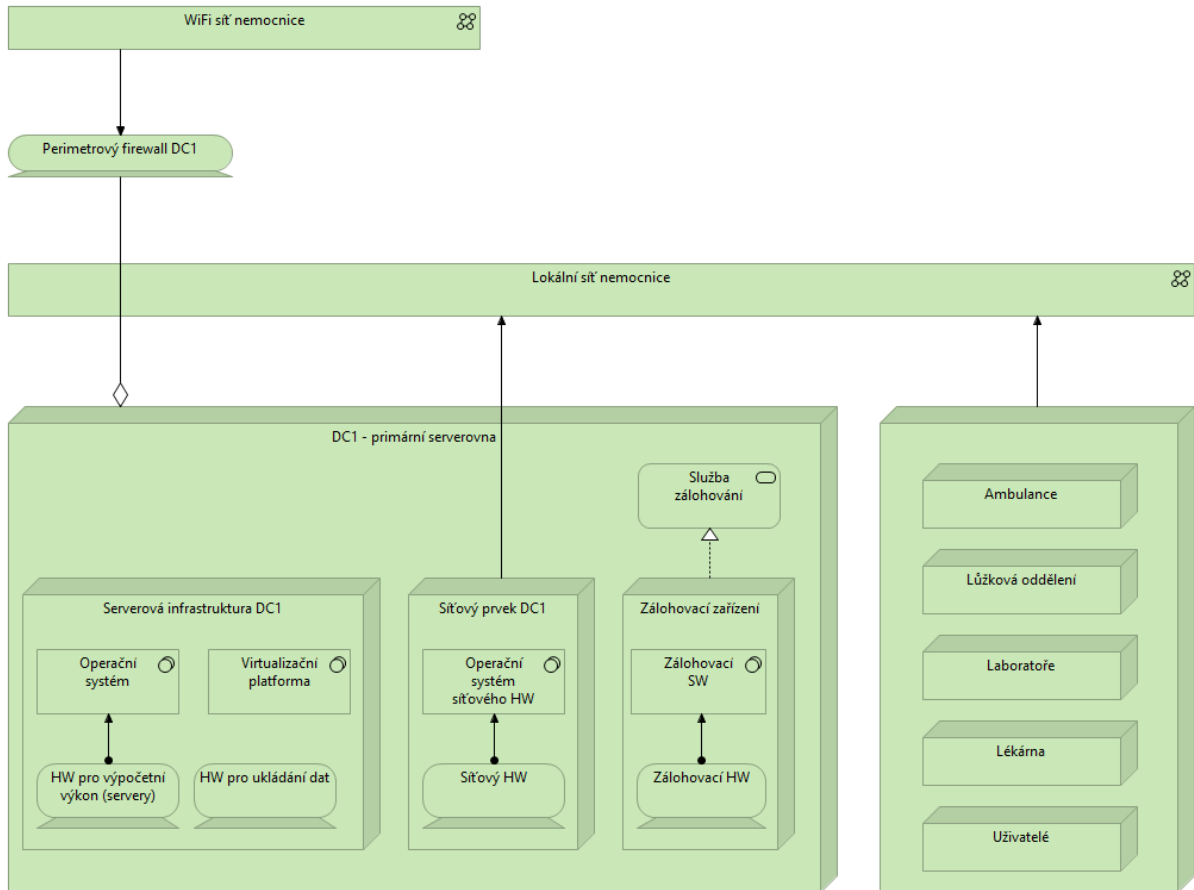 WiFi síť nemocnice
Perimetrový firewall DC1
Lokální síť nemocnice
DC1 - primární serverovna
Služba
zálohování
Serverová infrastruktura DC1
Operační
systém
Virtualizační
platforma
HW pro výpočetní
výkon (servery)
HW pro ukládání dat
Síťový prvek DC1
Operační
systém
síťového HW
Síťový HW
Zálohovací zařízení
Zálohovací
SW
Zálohovací HW
Ambulance
Lůžková oddělení
Laboratoře
Lékárna
Uživatelé